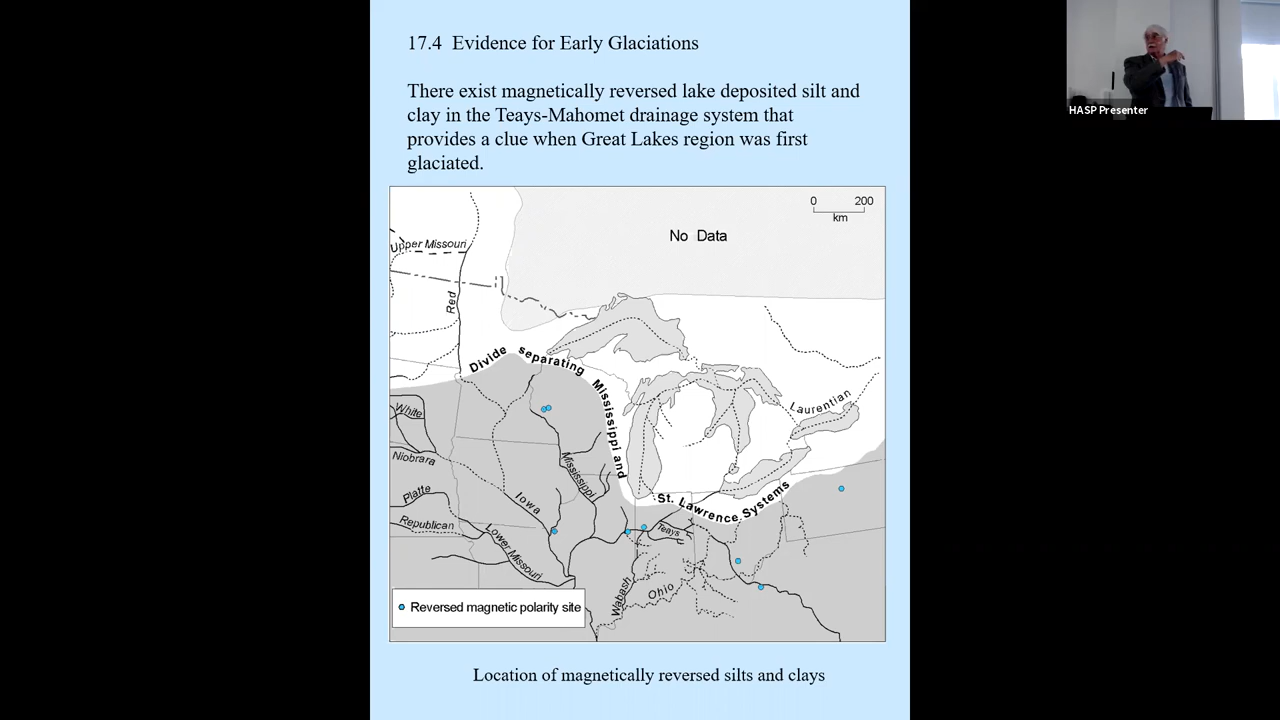 17.4 Evidence for Early Glaciations
There exist magnetically reversed lake deposited silt and
clay in the Teays-Mahomet drainage system that
provides a clue when Great Lakes region was first
glaciated.
HASP Presenter
0 200
km
No Data
Upper Missouri
Red
Divide separating Mississippi and
St. Lawrence Systems
Laurentian
White
Niobrara
Platte
Republican
Iowa
Mississippi
Lower Missouri
Teays
Wabash
Ohio
Reversed magnetic polarity site
Location of magnetically reversed silts and clays